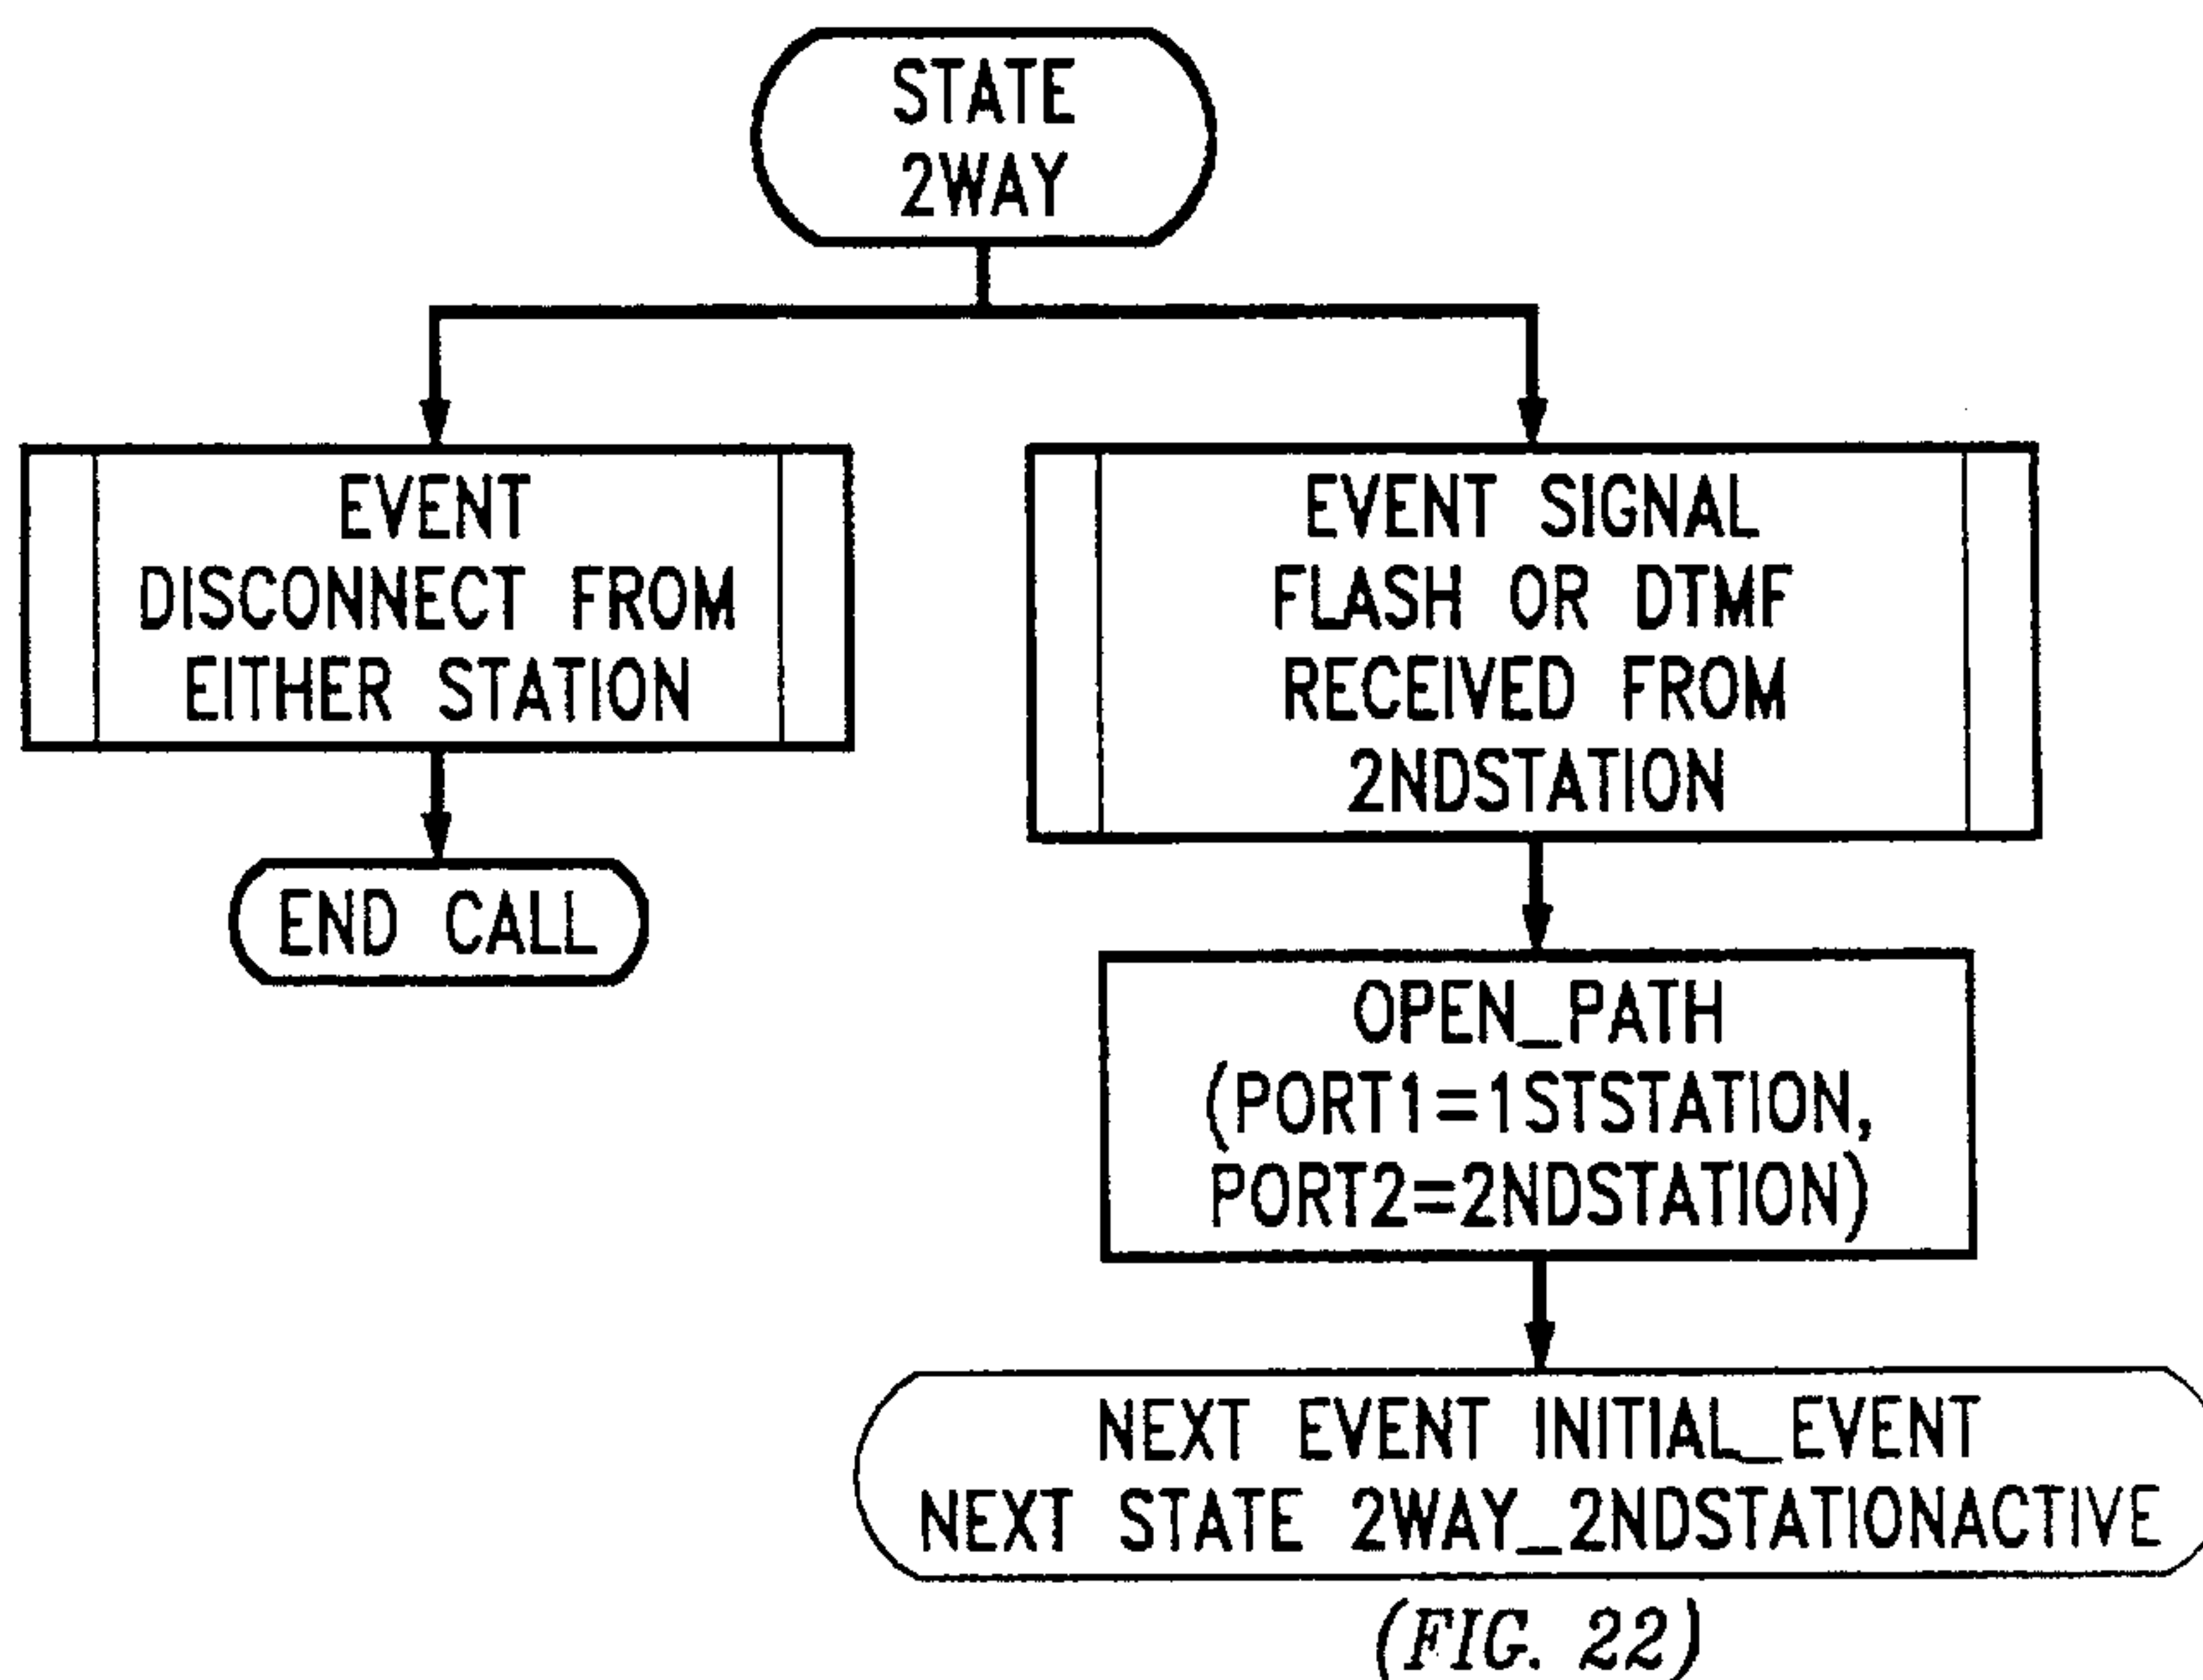 STATE
2WAY
EVENT
DISCONNECT FROM
EITHER STATION
END CALL
EVENT SIGNAL
FLASH OR DTMF
RECEIVED FROM
2NDSTATION
OPEN_PATH
(PORT1=1STSTATION,
PORT2=2NDSTATION)
NEXT EVENT INITIAL_EVENT
NEXT STATE 2WAY_2NDSTATIONACTIVE
(FIG. 22)